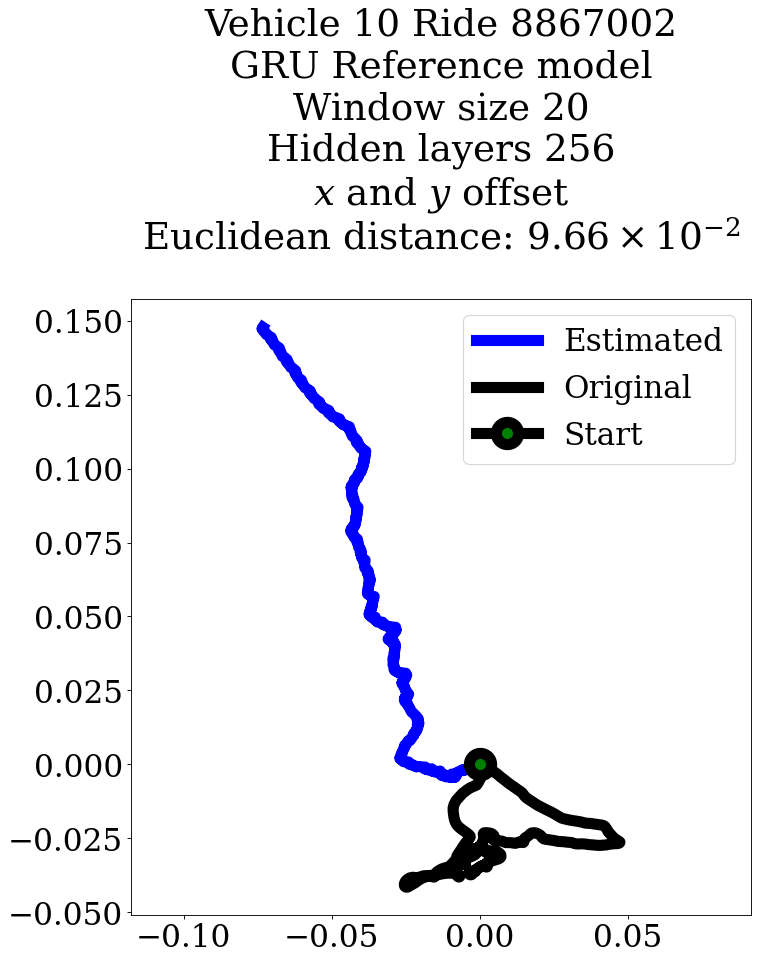 Vehicle 10 Ride 8867002
GRU Reference model
Window size 20
Hidden layers 256
x and y offset
Euclidean distance: 9.66 × 10⁻²
Estimated
Original
Start
0.150
0.125
0.100
0.075
0.050
0.025
0.000
−0.025
−0.050
−0.10 −0.05 0.00 0.05